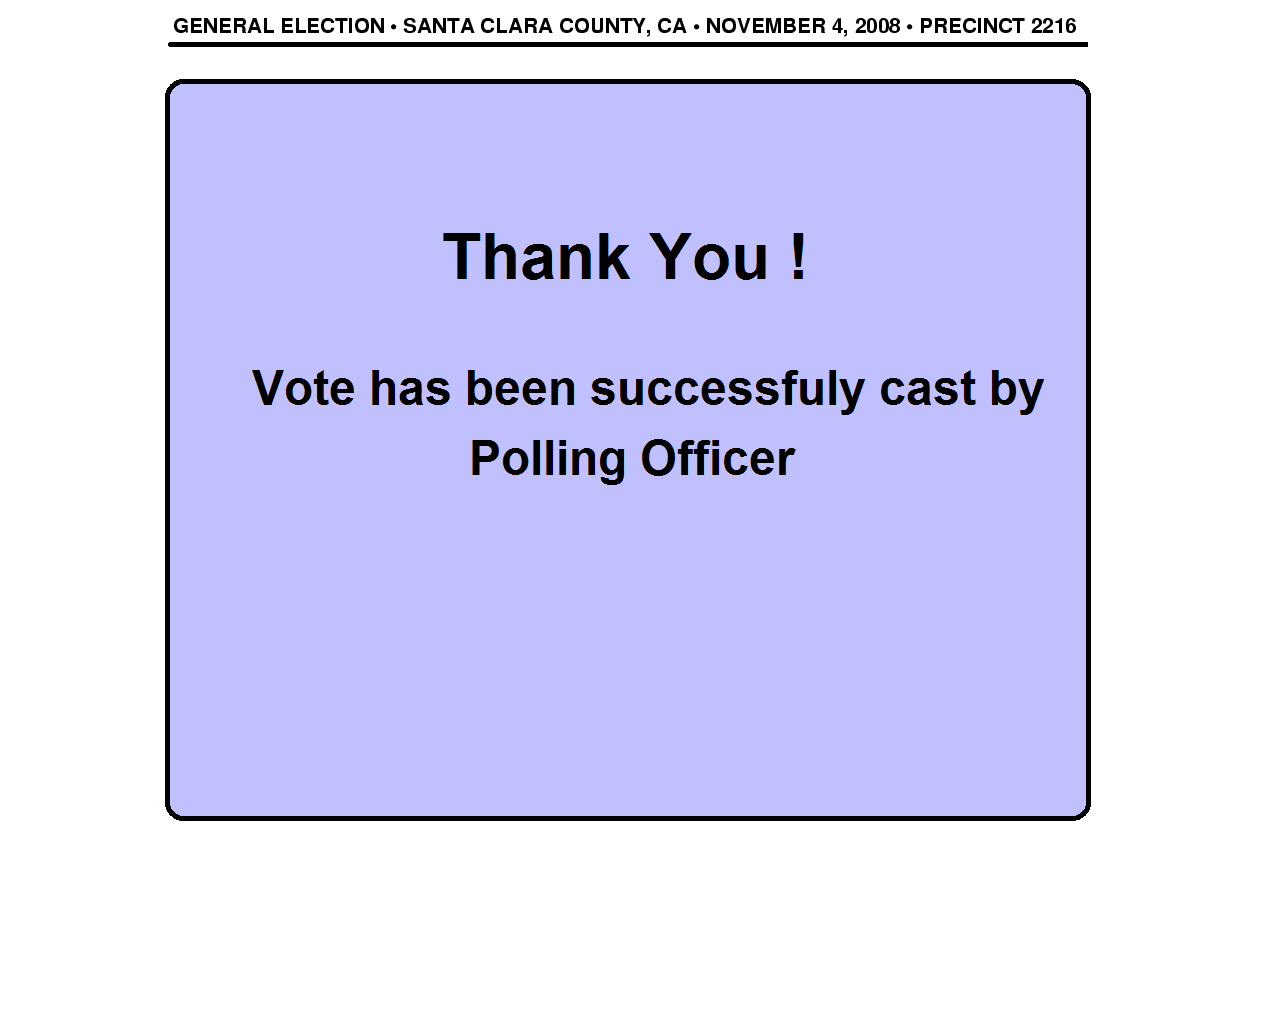 GENERAL ELECTION • SANTA CLARA COUNTY, CA • NOVEMBER 4, 2008 • PRECINCT 2216
Thank You !
Vote has been successfuly cast by
Polling Officer